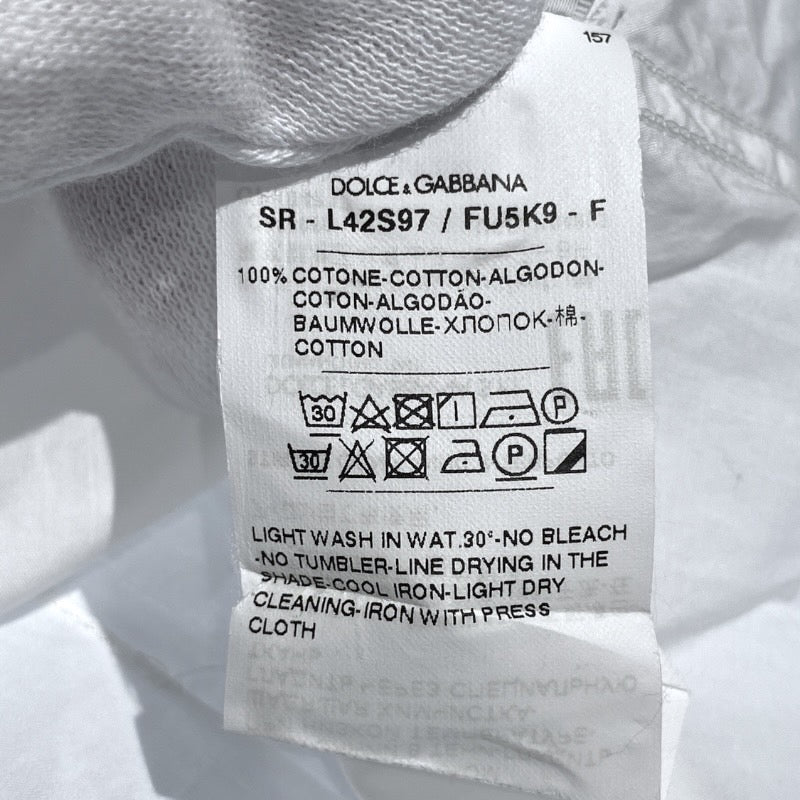 157
DOLCE & GABBANA
SR - L42S97 / FU5K9 - F
100% COTONE-COTTON-ALGODON-
COTON-ALGODÃO-
BAUMWOLLE-ХЛОПОК-棉-
COTTON
30 I P
30 P
LIGHT WASH IN WAT.30°-NO BLEACH
-NO TUMBLER-LINE DRYING IN THE
SHADE-COOL IRON-LIGHT DRY
CLEANING-IRON WITH PRESS
CLOTH